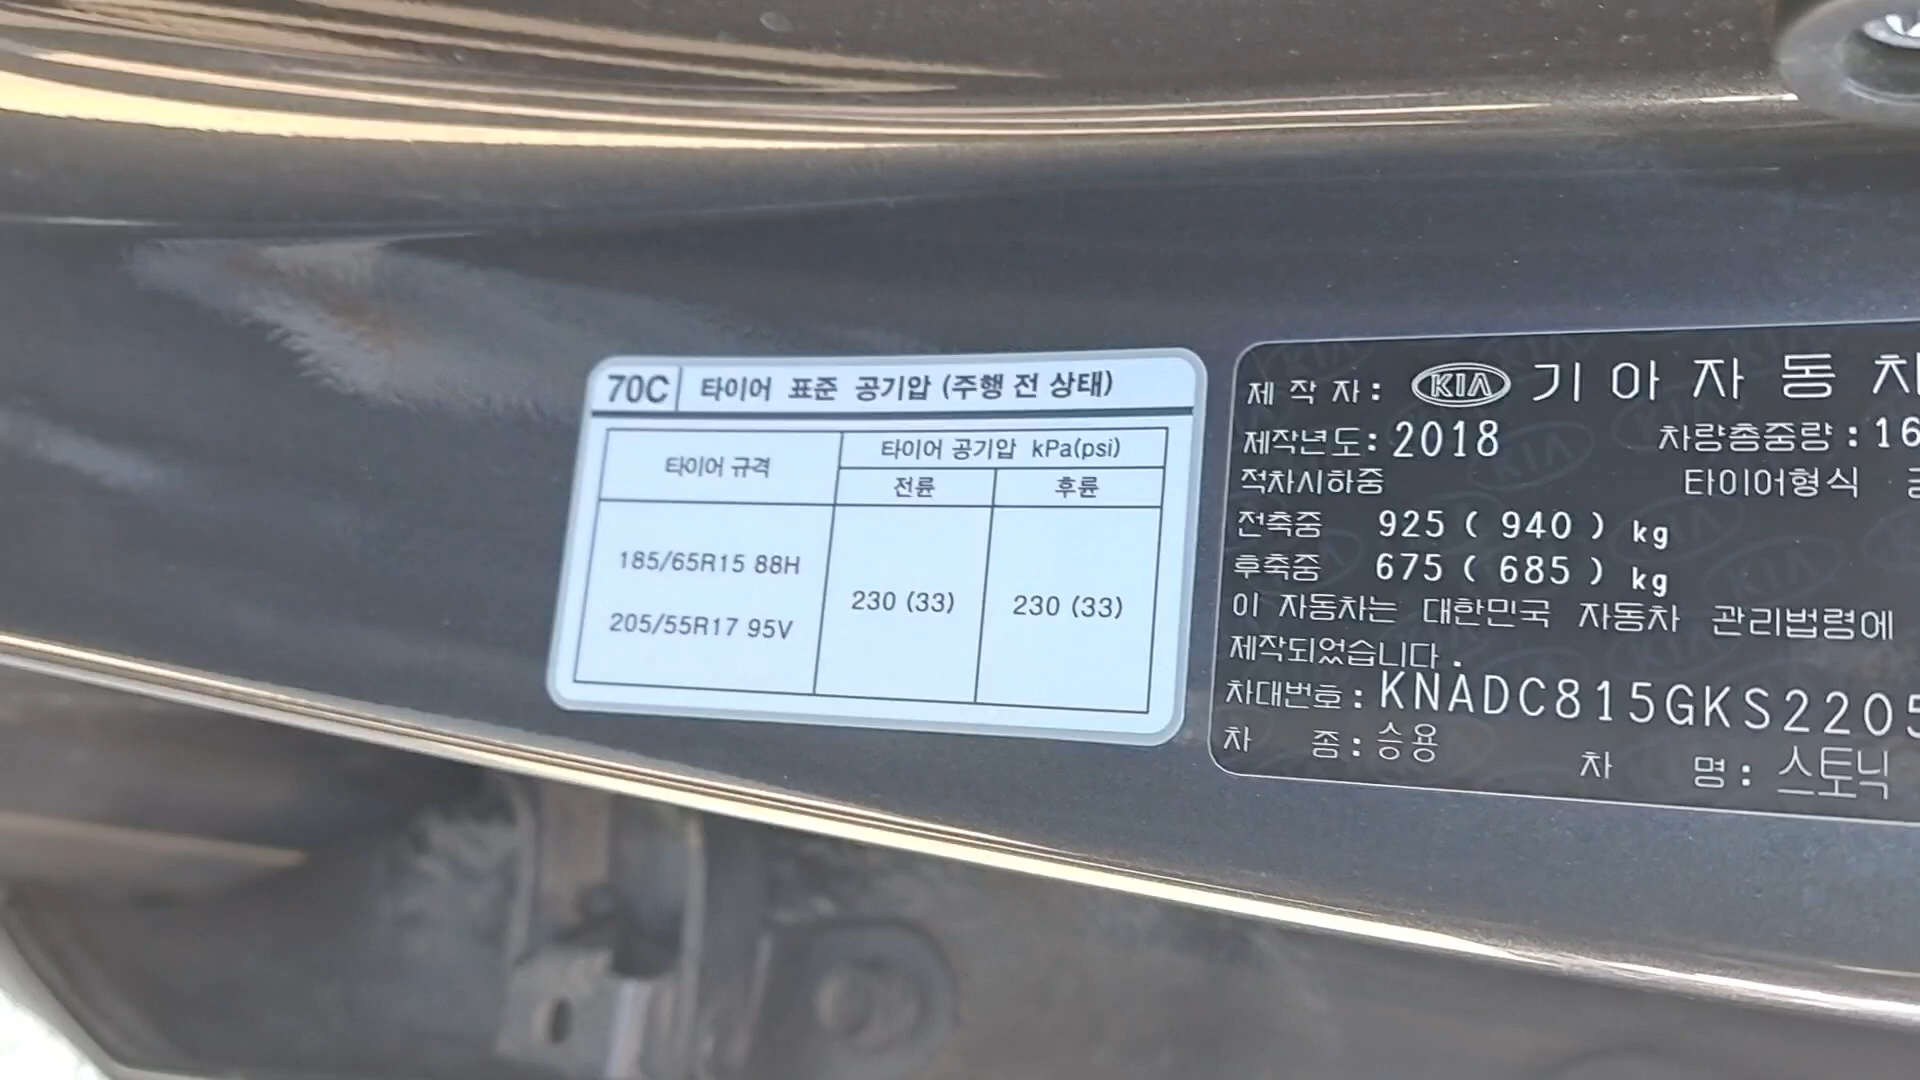 70C 타이어 표준 공기압 (주행 전 상태)
타이어 규격
타이어 공기압 kPa(psi)
전륜 후륜
185/65R15 88H
205/55R17 95V
230 (33) 230 (33)
제 작 자 : KIA 기 아 자 동 차
제작년도 : 2018 차량총중량 : 16
적차시하중 타이어형식
전축중 925 ( 940 ) kg
후축중 675 ( 685 ) kg
이 자동차는 대한민국 자동차 관리법령에
제작되었습니다 .
차대번호 : KNADC815GKS2205
차 종 : 승용 차 명 : 스토닉